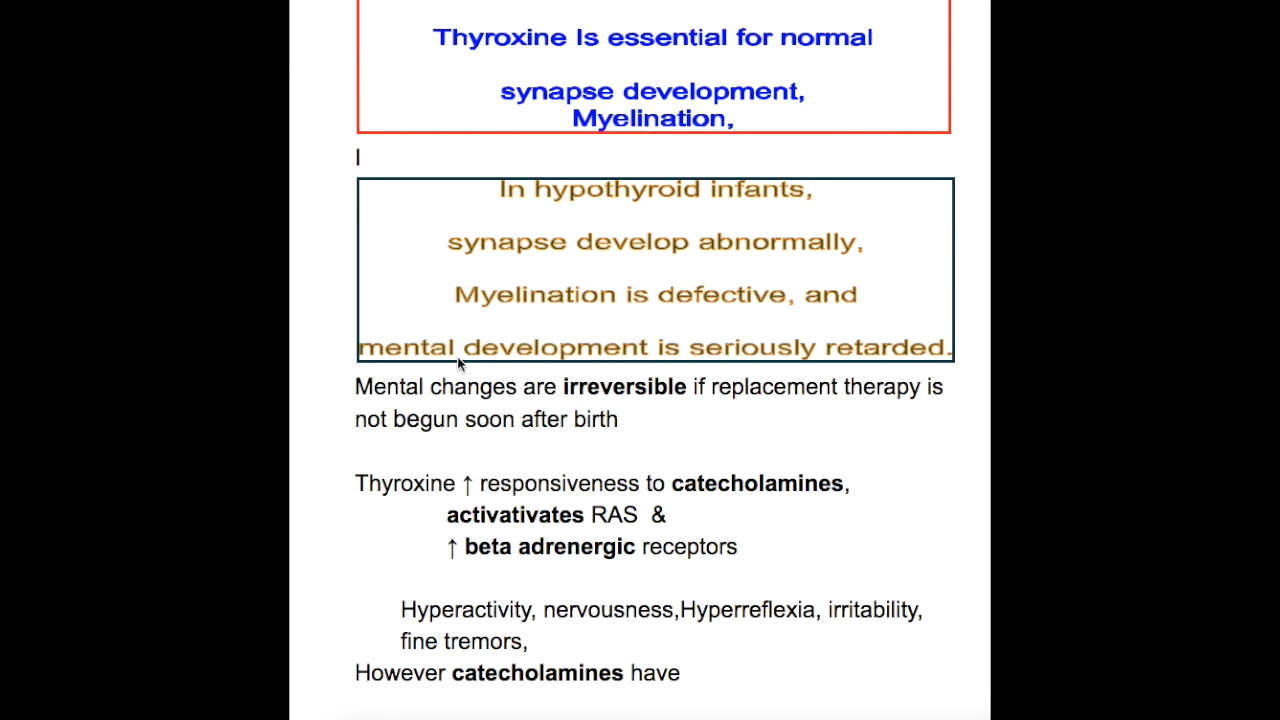 Thyroxine Is essential for normal
synapse development,
Myelination,
In hypothyroid infants,
synapse develop abnormally,
Myelination is defective, and
mental development is seriously retarded.
Mental changes are irreversible if replacement therapy is
not begun soon after birth
Thyroxine ↑ responsiveness to catecholamines,
activativates RAS &
↑ beta adrenergic receptors
Hyperactivity, nervousness,Hyperreflexia, irritability,
fine tremors,
However catecholamines have